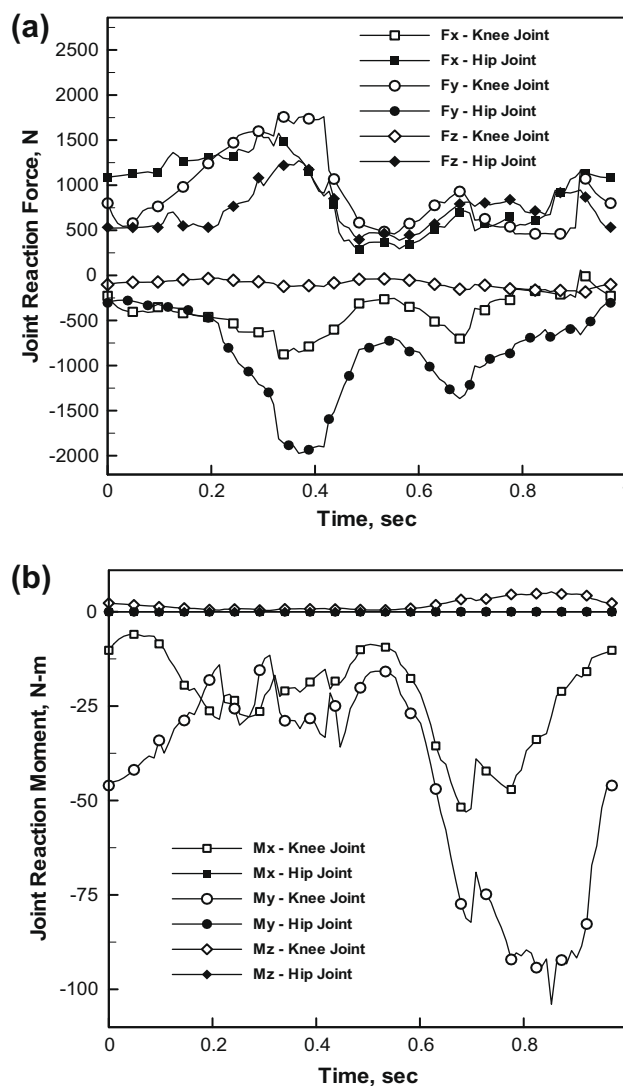 (a)
2500
2000
1500
1000
500
0
-500
-1000
-1500
-2000
Joint Reaction Force, N
Fx - Knee Joint
Fx - Hip Joint
Fy - Knee Joint
Fy - Hip Joint
Fz - Knee Joint
Fz - Hip Joint
0 0.2 0.4 0.6 0.8
Time, sec
(b)
0
-25
-50
-75
-100
Joint Reaction Moment, N-m
Mx - Knee Joint
Mx - Hip Joint
My - Knee Joint
My - Hip Joint
Mz - Knee Joint
Mz - Hip Joint
0 0.2 0.4 0.6 0.8
Time, sec